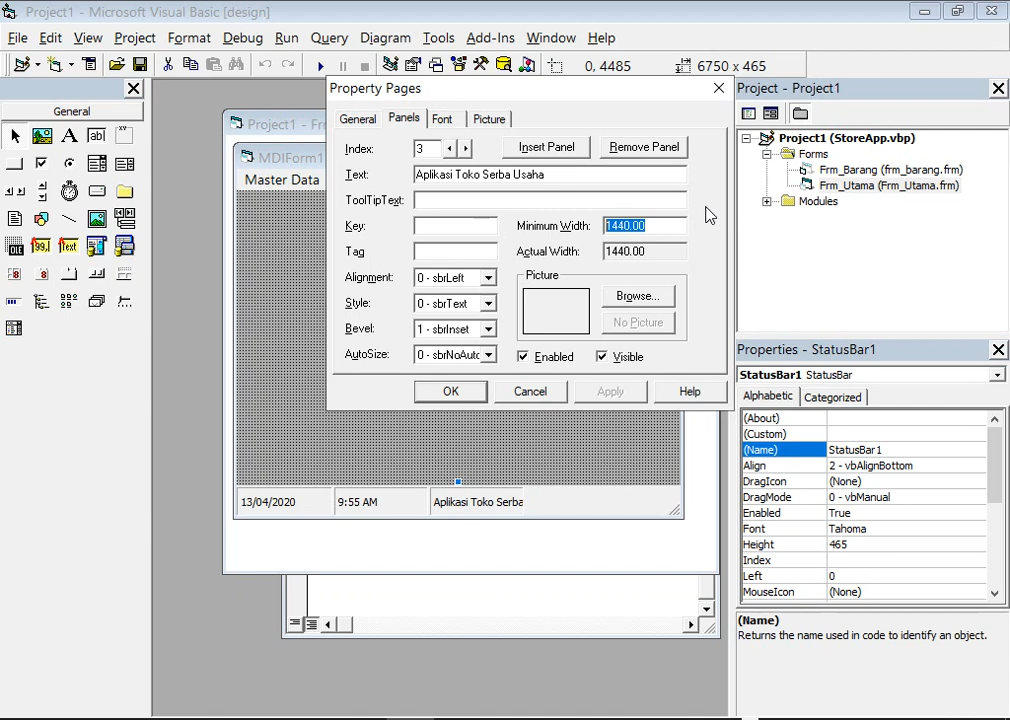 Project1 - Microsoft Visual Basic [design]
File Edit View Project Format Debug Run Query Diagram Tools Add-Ins Window Help
0, 4485 6750 x 465
General
Project1 - Fr
MDIForm1
Master Data
13/04/2020 9:55 AM Aplikasi Toko Serba
Property Pages
General Panels Font Picture
Index: 3 Insert Panel Remove Panel
Text: Aplikasi Toko Serba Usaha
ToolTipText:
Key: Minimum Width: 1440.00
Tag Actual Width: 1440.00
Alignment: 0 - sbrLeft Picture
Style: 0 - sbrText Browse...
Bevel: 1 - sbrInset No Picture
AutoSize: 0 - sbrNoAuto Enabled Visible
OK Cancel Apply Help
Project - Project1
Project1 (StoreApp.vbp)
Forms
Frm_Barang (frm_barang.frm)
Frm_Utama (Frm_Utama.frm)
Modules
Properties - StatusBar1
StatusBar1 StatusBar
Alphabetic Categorized
(About)
(Custom)
(Name) StatusBar1
Align 2 - vbAlignBottom
DragIcon (None)
DragMode 0 - vbManual
Enabled True
Font Tahoma
Height 465
Index
Left 0
MouseIcon (None)
(Name)
Returns the name used in code to identify an object.